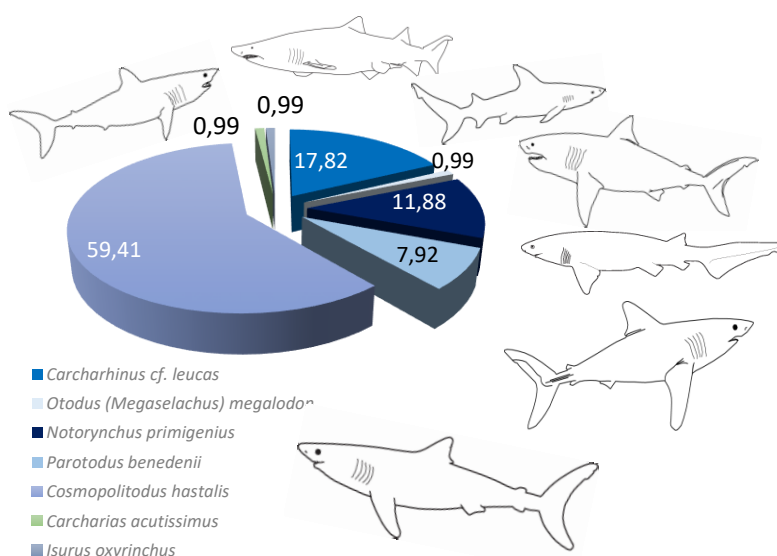 0,99
0,99
17,82
0,99
11,88
7,92
59,41
Carcharhinus cf. leucas
Otodus (Megaselachus) megalodon
Notorynchus primigenius
Parotodus benedenii
Cosmopolitodus hastalis
Carcharias acutissimus
Isurus oxyrinchus